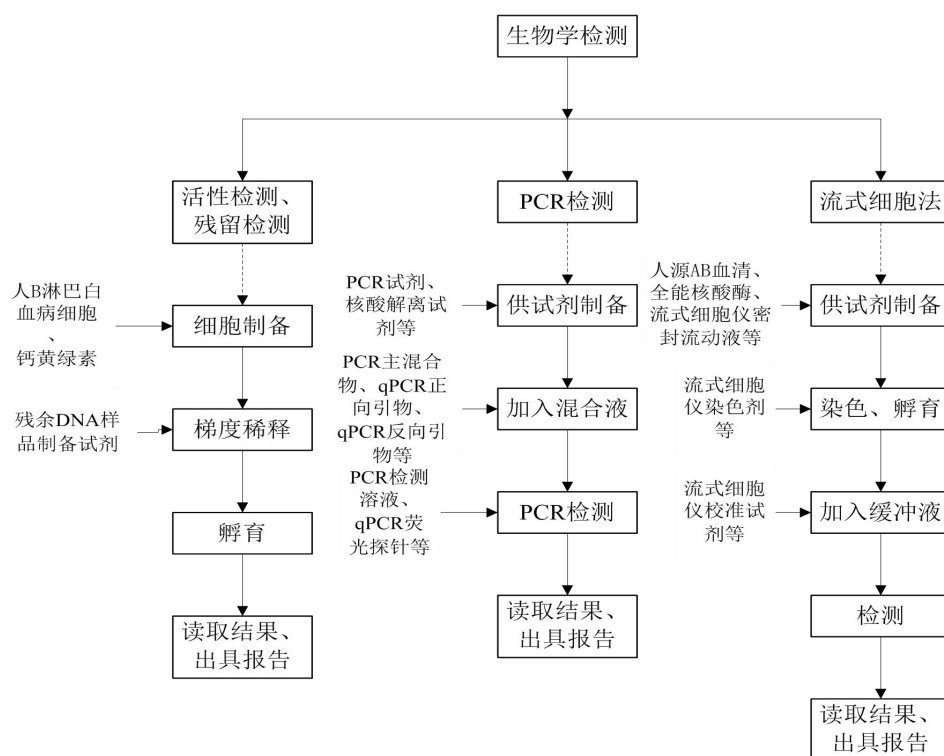 生物学检测
活性检测、
残留检测
PCR检测
流式细胞法
人B淋巴白
血病细胞
、
钙黄绿素
细胞制备
PCR试剂、
核酸解离试
剂等
供试剂制备
人源AB血清、
全能核酸酶、
流式细胞仪密
封流动液等
供试剂制备
残余DNA样
品制备试剂
梯度稀释
PCR主混合
物、qPCR正
向引物、
qPCR反向引
物等
加入混合液
流式细胞
仪染色剂
等
染色、孵育
孵育
PCR检测
溶液、
qPCR荧
光探针等
PCR检测
流式细胞
仪校准试
剂等
加入缓冲液
读取结果、
出具报告
读取结果、
出具报告
检测
读取结果、
出具报告